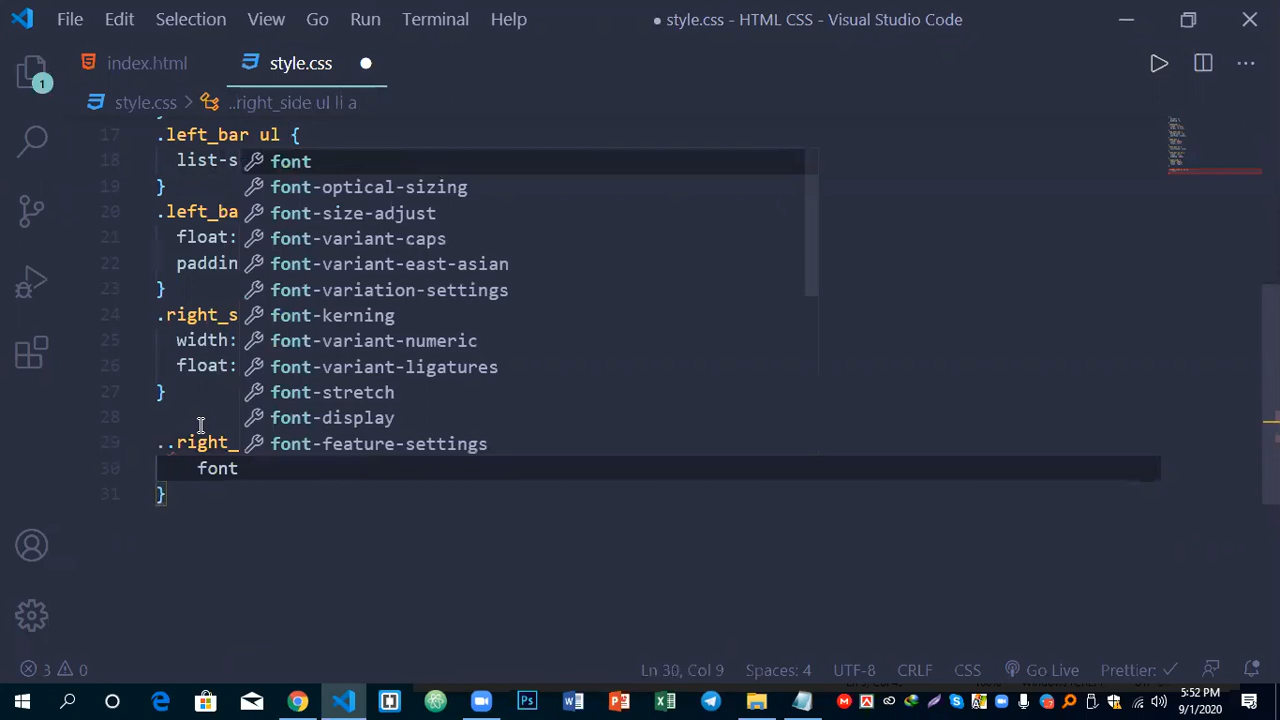 File Edit Selection View Go Run Terminal Help ● style.css - HTML CSS - Visual Studio Code
index.html style.css
style.css > ..right_side ul li a
17 .left_bar ul {
18 list-s
19 }
20 .left_ba
21 float:
22 paddin
23 }
24 .right_s
25 width:
26 float:
27 }
28
29 ..right_
30 font
31 }
font
font-optical-sizing
font-size-adjust
font-variant-caps
font-variant-east-asian
font-variation-settings
font-kerning
font-variant-numeric
font-variant-ligatures
font-stretch
font-display
font-feature-settings
1
3 0 Ln 30, Col 9 Spaces: 4 UTF-8 CRLF CSS Go Live Prettier: ✓
5:52 PM
9/1/2020